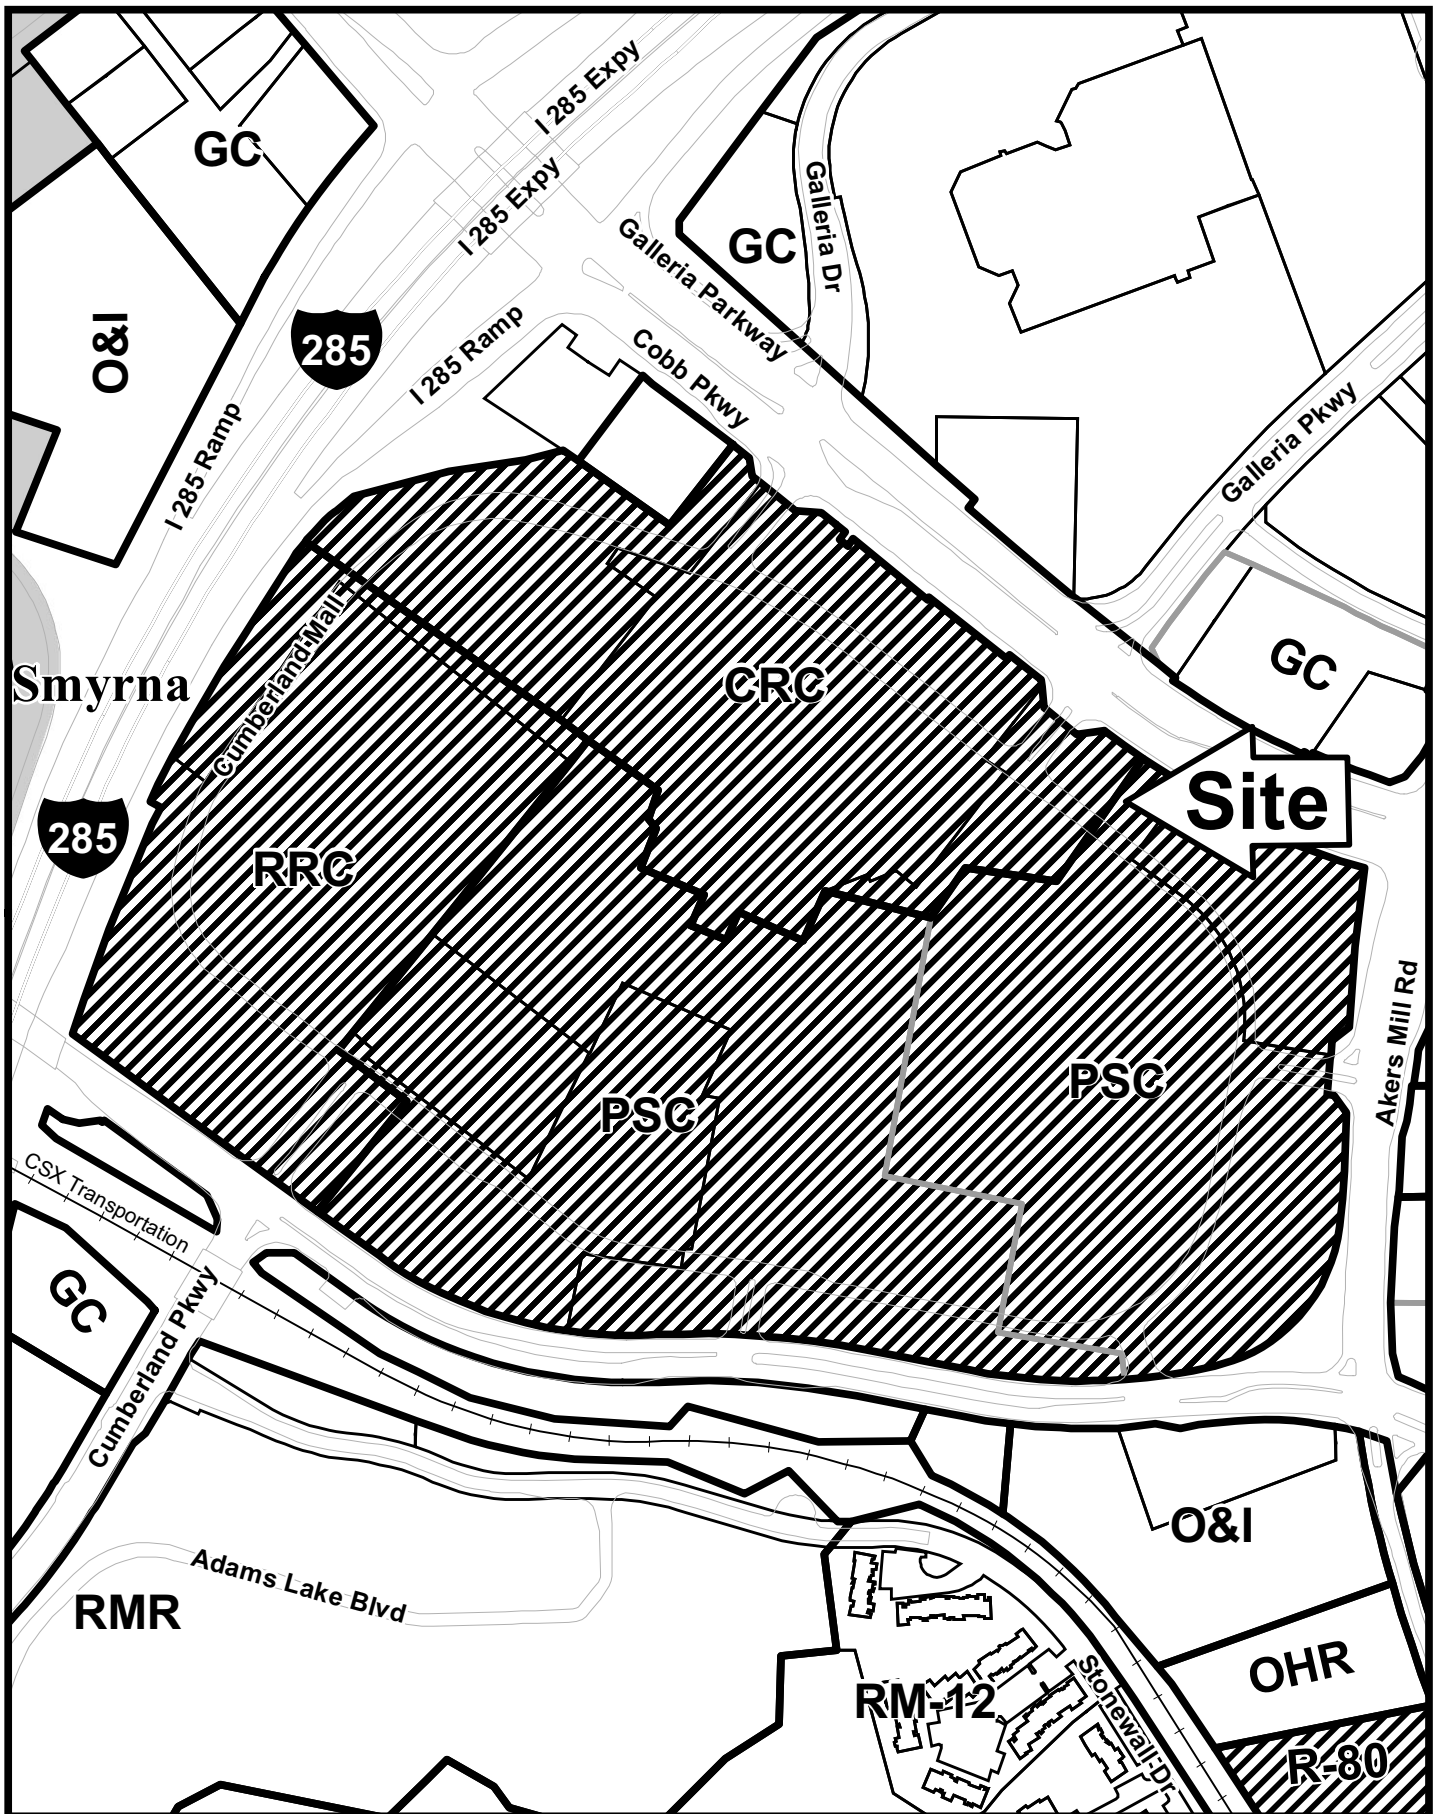 I 285 Expy
GC
I 285 Expy
Galleria Dr
GC
Galleria Parkway
O&I
285
I 285 Ramp
Cobb Pkwy
Galleria Pkwy
I 285 Ramp
GC
Smyrna
Cumberland Mall
CRC
Site
285
RRC
Akers Mill Rd
PSC
PSC
CSX Transportation
GC
Cumberland Pkwy
O&I
Adams Lake Blvd
RMR
OHR
RM-12
Stonewall Dr
R-80